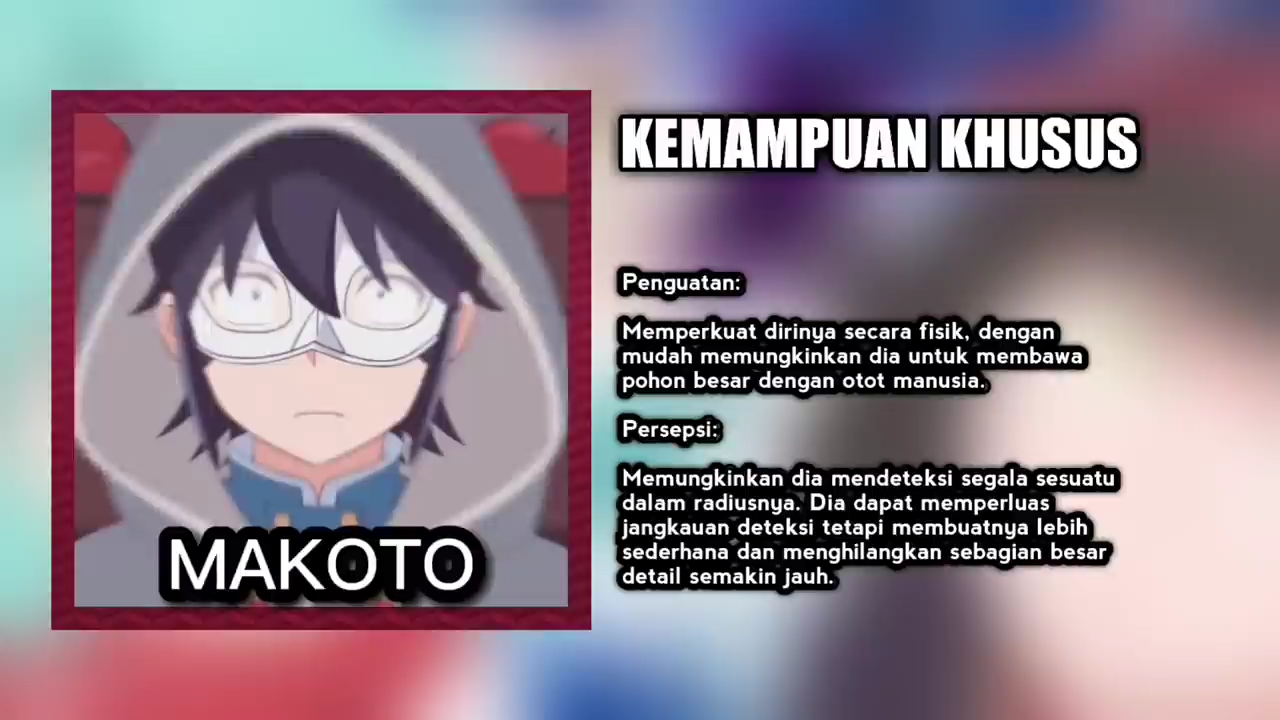 KEMAMPUAN KHUSUS
Penguatan:
Memperkuat dirinya secara fisik, dengan
mudah memungkinkan dia untuk membawa
pohon besar dengan otot manusia.
Persepsi:
Memungkinkan dia mendeteksi segala sesuatu
dalam radiusnya. Dia dapat memperluas
jangkauan deteksi tetapi membuatnya lebih
sederhana dan menghilangkan sebagian besar
detail semakin jauh.
MAKOTO